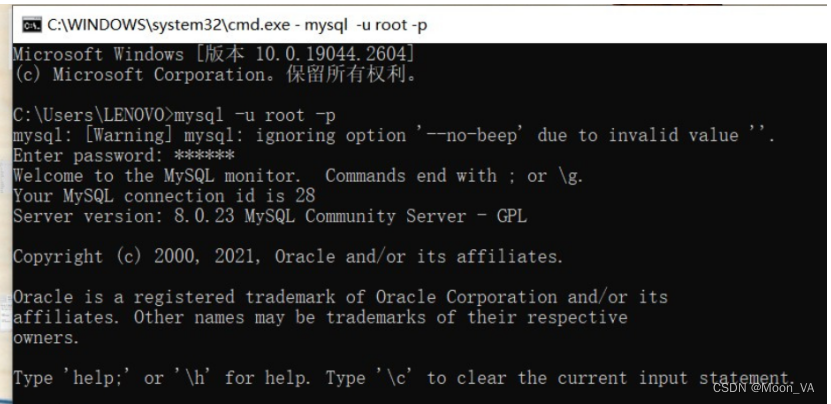 C:\WINDOWS\system32\cmd.exe - mysql -u root -p
Microsoft Windows [版本 10.0.19044.2604]
(c) Microsoft Corporation。保留所有权利。
C:\Users\LENOVO>mysql -u root -p
mysql: [Warning] mysql: ignoring option '--no-beep' due to invalid value ''.
Enter password: ******
Welcome to the MySQL monitor.  Commands end with ; or \g.
Your MySQL connection id is 28
Server version: 8.0.23 MySQL Community Server - GPL
Copyright (c) 2000, 2021, Oracle and/or its affiliates.
Oracle is a registered trademark of Oracle Corporation and/or its
affiliates. Other names may be trademarks of their respective
owners.
Type 'help;' or '\h' for help. Type '\c' to clear the current input statement.
CSDN @Moon_VA